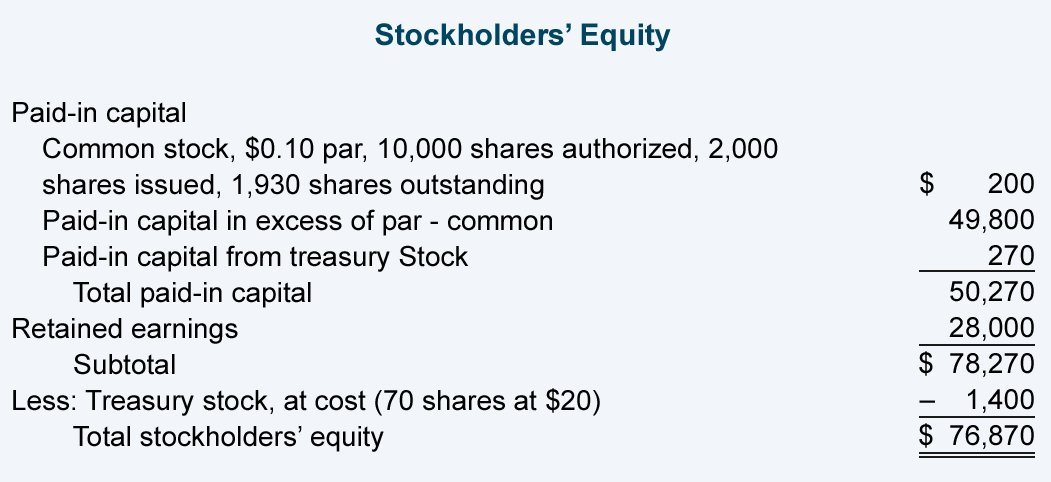 Stockholders’ Equity
Paid-in capital
Common stock, $0.10 par, 10,000 shares authorized, 2,000
shares issued, 1,930 shares outstanding $ 200
Paid-in capital in excess of par - common 49,800
Paid-in capital from treasury Stock 270
Total paid-in capital 50,270
Retained earnings 28,000
Subtotal $ 78,270
Less: Treasury stock, at cost (70 shares at $20) – 1,400
Total stockholders’ equity $ 76,870